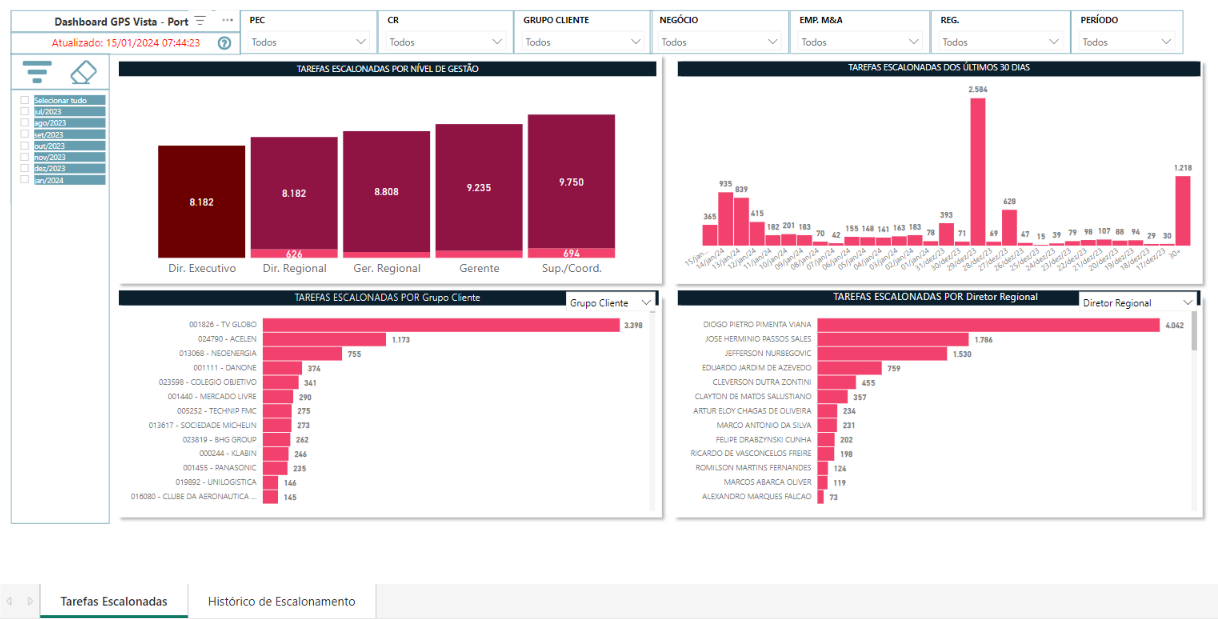 Dashboard GPS Vista - Port
Atualizado: 15/01/2024 07:44:23
PEC
Todos
CR
Todos
GRUPO CLIENTE
Todos
NEGÓCIO
Todos
EMP. M&A
Todos
REG.
Todos
PERÍODO
Todos
Selecionar tudo
jul/2023
ago/2023
set/2023
out/2023
nov/2023
dez/2023
jan/2024
TAREFAS ESCALONADAS POR NÍVEL DE GESTÃO
8.182
8.182
8.808
9.235
9.750
626
694
Dir. Executivo
Dir. Regional
Ger. Regional
Gerente
Sup./Coord.
TAREFAS ESCALONADAS DOS ÚLTIMOS 30 DIAS
365
935
839
415
182
201
183
70
42
155
148
141
163
183
78
393
71
2.584
69
628
47
15
39
79
98
107
88
94
29
30
1.218
15/jan...
14/jan/24
13/jan/24
12/jan/24
11/jan/24
10/jan/24
09/jan/24
08/jan/24
07/jan/24
06/jan/24
05/jan/24
04/jan/24
03/jan/24
02/jan/24
01/jan/24
31/dez/23
30/dez/23
29/dez/23
28/dez/23
27/dez/23
26/dez/23
25/dez/23
24/dez/23
23/dez/23
22/dez/23
21/dez/23
20/dez/23
19/dez/23
18/dez/23
17/dez/23
30+
TAREFAS ESCALONADAS POR Grupo Cliente
Grupo Cliente
001826 - TV GLOBO 3.398
024790 - ACELEN 1.173
013068 - NEOENERGIA 755
001111 - DANONE 374
023598 - COLEGIO OBJETIVO 341
001440 - MERCADO LIVRE 290
005252 - TECHNIP FMC 275
013617 - SOCIEDADE MICHELIN 273
023819 - BHG GROUP 262
000244 - KLABIN 246
001455 - PANASONIC 235
019892 - UNILOGISTICA 146
016080 - CLUBE DA AERONAUTICA ... 145
TAREFAS ESCALONADAS POR Diretor Regional
Diretor Regional
DIOGO PIETRO PIMENTA VIANA 4.042
JOSE HERMINIO PASSOS SALES 1.786
JEFFERSON NURBEGOVIC 1.530
EDUARDO JARDIM DE AZEVEDO 759
CLEVERSON DUTRA ZONTINI 455
CLAYTON DE MATOS SALUSTIANO 357
ARTUR ELOY CHAGAS DE OLIVEIRA 234
MARCO ANTONIO DA SILVA 231
FELIPE DRABZYNSKI CUNHA 202
RICARDO DE VASCONCELOS FREIRE 198
ROMILSON MARTINS FERNANDES 124
MARCOS ABARCA OLIVER 119
ALEXANDRO MARQUES FALCAO 73
Tarefas Escalonadas
Histórico de Escalonamento